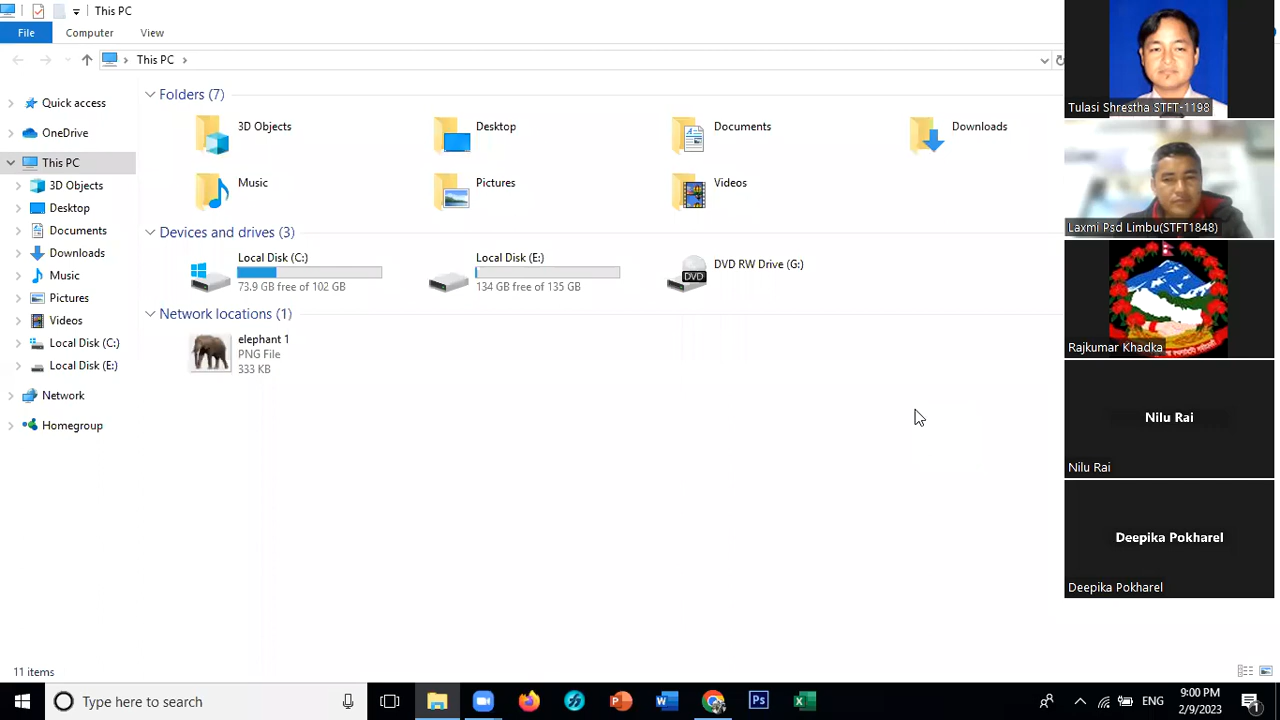 This PC
File Computer View
This PC
Quick access
OneDrive
This PC
3D Objects
Desktop
Documents
Downloads
Music
Pictures
Videos
Local Disk (C:)
Local Disk (E:)
Network
Homegroup
Folders (7)
3D Objects
Desktop
Documents
Downloads
Music
Pictures
Videos
Devices and drives (3)
Local Disk (C:)
73.9 GB free of 102 GB
Local Disk (E:)
134 GB free of 135 GB
DVD
DVD RW Drive (G:)
Network locations (1)
elephant 1
PNG File
333 KB
Tulasi Shrestha STFT-1198
Laxmi Psd Limbu(STFT1848)
Rajkumar Khadka
Nilu Rai
Nilu Rai
Deepika Pokharel
Deepika Pokharel
11 items
Type here to search
Ps
ENG
9:00 PM
2/9/2023
1